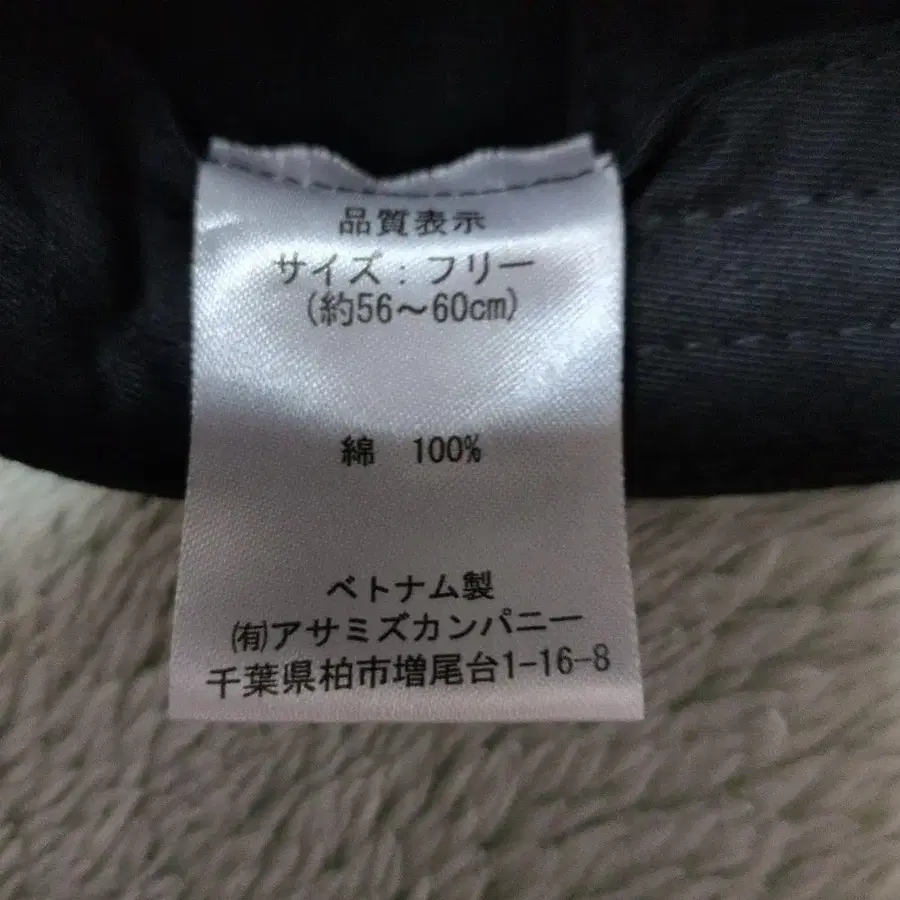 品質表示
サイズ：フリー
(約56～60cm)
綿　100%
ベトナム製
㈲アサミズカンパニー
千葉県柏市増尾台1-16-8